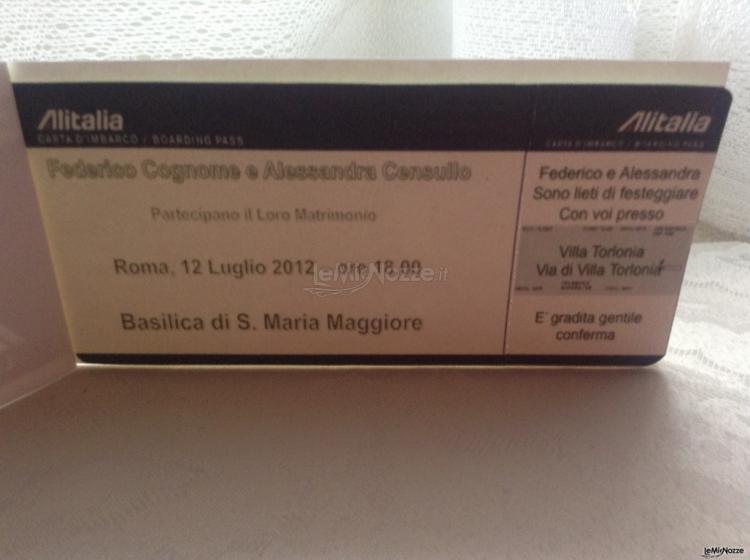 Alitalia
CARTA D'IMBARCO / BOARDING PASS
Federico Cognome e Alessandra Censullo
Partecipano il Loro Matrimonio
Roma, 12 Luglio 2012 ore 18.00
Basilica di S. Maria Maggiore
Alitalia
CARTA D'IMBARCO / BOARDING PASS
Federico e Alessandra
Sono lieti di festeggiare
Con voi presso
Villa Torlonia
Via di Villa Torlonia
E' gradita gentile
conferma
LeMieNozze.it
leMieNozze